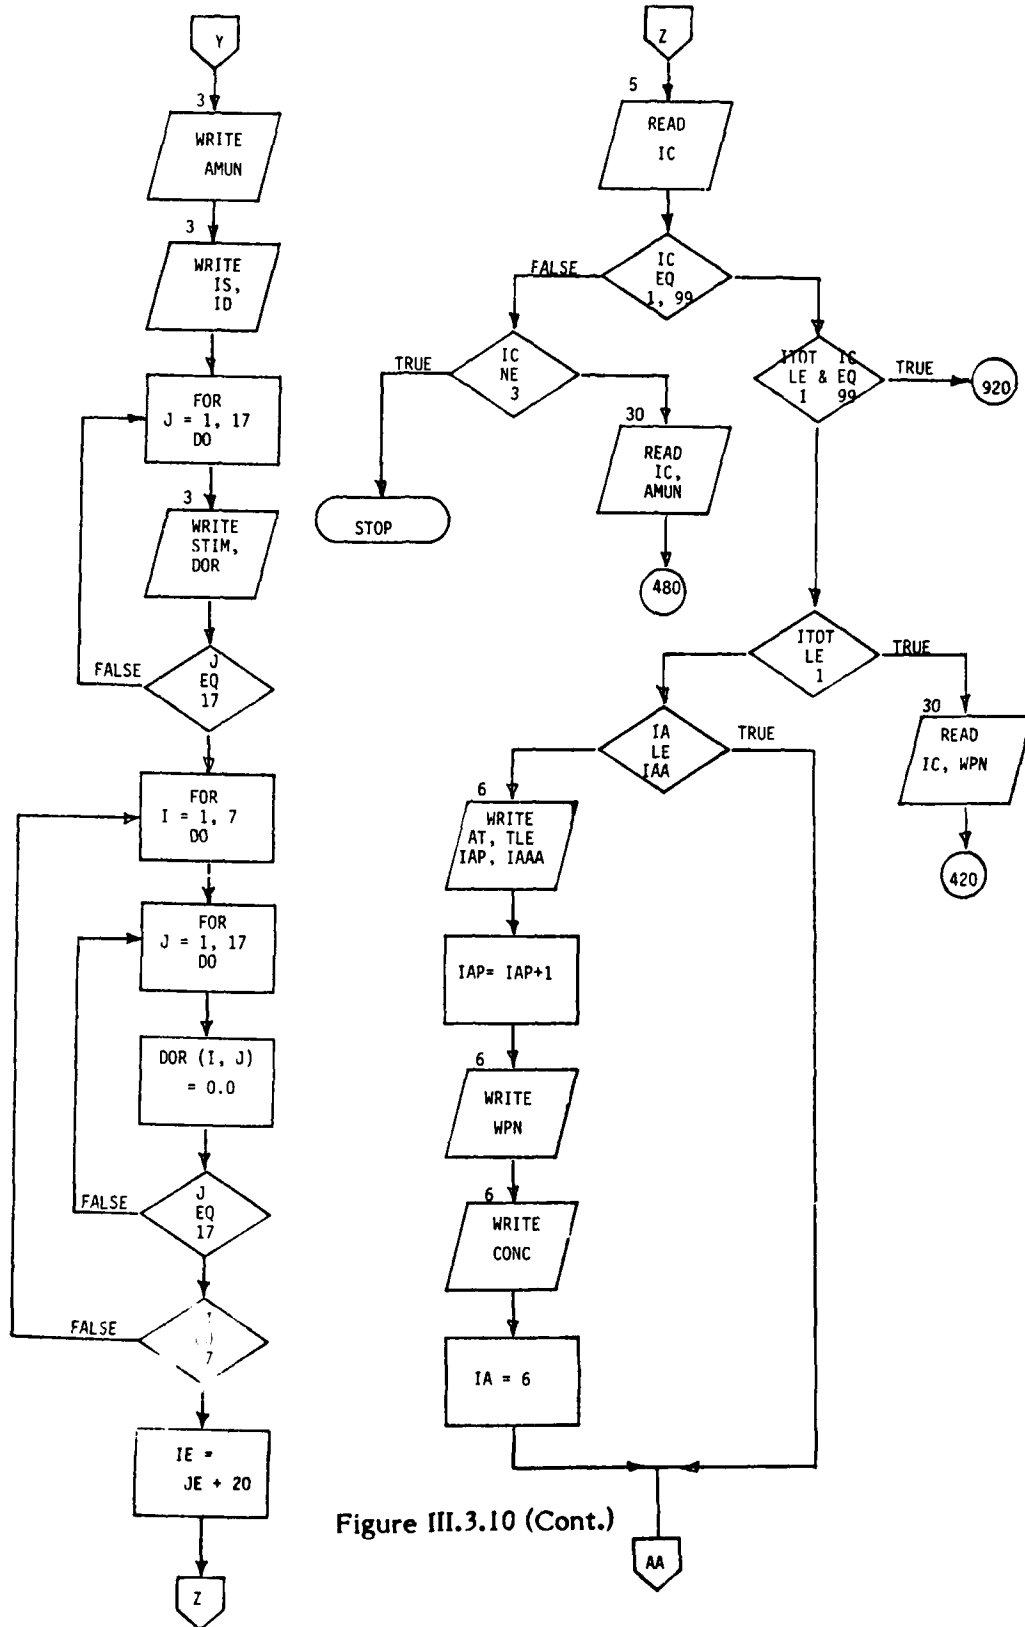 Y
3
WRITE
AMUN
3
WRITE
IS,
ID
FOR
J = 1, 17
DO
3
WRITE
STIM,
DOR
J
EQ
17
FALSE
FOR
I = 1, 7
DO
FOR
J = 1, 17
DO
DOR (I, J)
= 0.0
J
EQ
17
FALSE
7
FALSE
IE =
JE + 20
Z
Z
5
READ
IC
IC
EQ
1, 99
FALSE
IC
NE
3
TRUE
STOP
30
READ
IC,
AMUN
480
ITOT IC
LE & EQ
1 99
TRUE
920
ITOT
LE
1
TRUE
30
READ
IC, WPN
420
IA
LE
IAA
TRUE
6
WRITE
AT, TLE
IAP, IAAA
IAP= IAP+1
6
WRITE
WPN
6
WRITE
CONC
IA = 6
AA
Figure III.3.10 (Cont.)